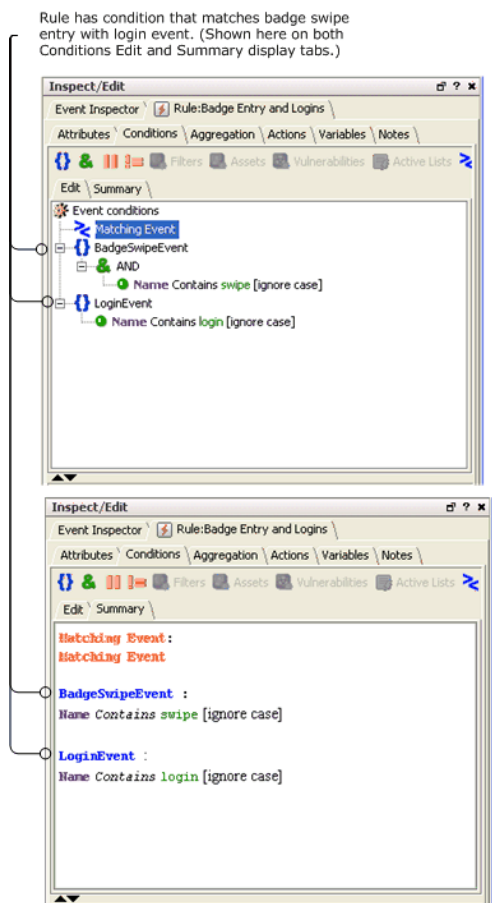 Rule has condition that matches badge swipe
entry with login event. (Shown here on both
Conditions Edit and Summary display tabs.)
Inspect/Edit
Event Inspector Rule:Badge Entry and Logins
Attributes Conditions Aggregation Actions Variables Notes
Filters Assets Vulnerabilities Active Lists
Edit Summary
Event conditions
Matching Event
BadgeSwipeEvent
AND
Name Contains swipe [ignore case]
LoginEvent
Name Contains login [ignore case]
Inspect/Edit
Event Inspector Rule:Badge Entry and Logins
Attributes Conditions Aggregation Actions Variables Notes
Filters Assets Vulnerabilities Active Lists
Edit Summary
Matching Event:
Matching Event
BadgeSwipeEvent :
Name Contains swipe [ignore case]
LoginEvent :
Name Contains login [ignore case]